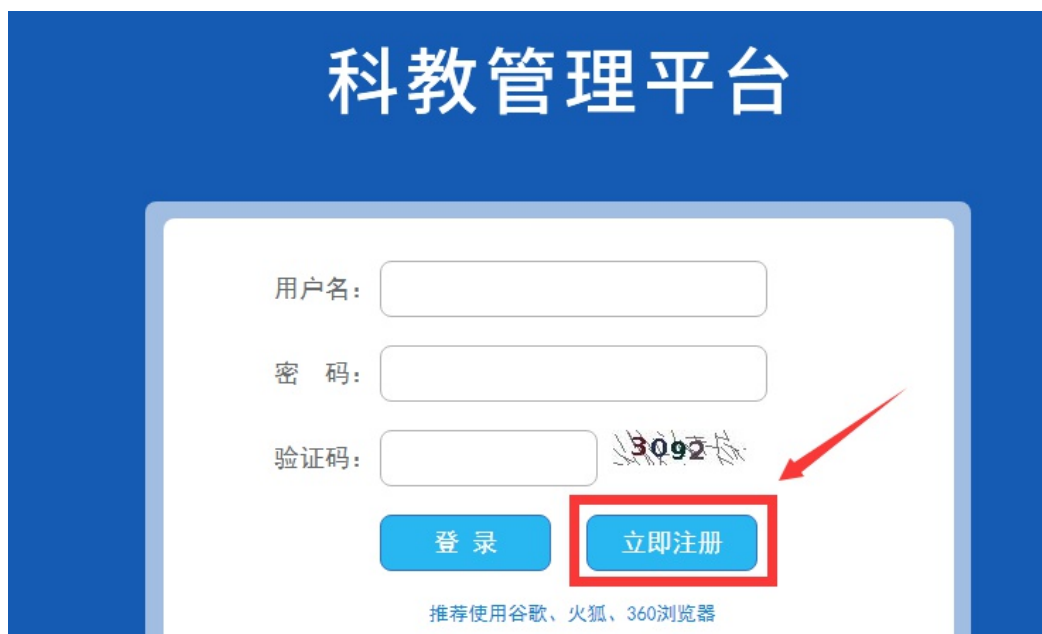 科教管理平台
用户名：
密 码：
验证码： 3092
登 录 立即注册
推荐使用谷歌、火狐、360浏览器